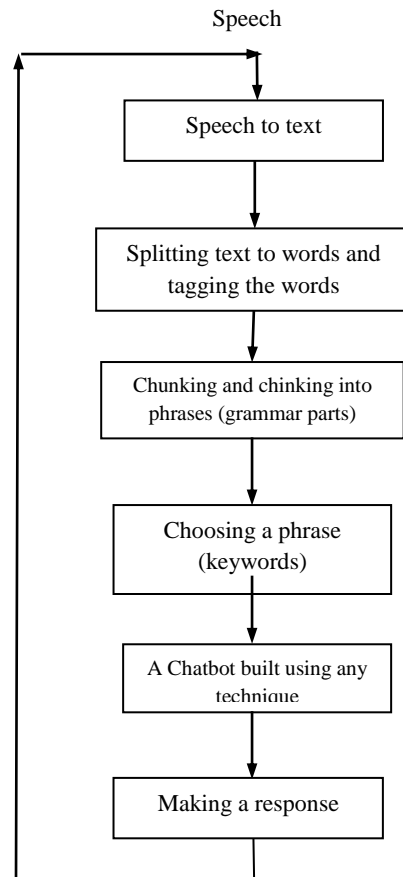 Speech
Speech to text
Splitting text to words and
tagging the words
Chunking and chinking into
phrases (grammar parts)
Choosing a phrase
(keywords)
A Chatbot built using any
technique
Making a response